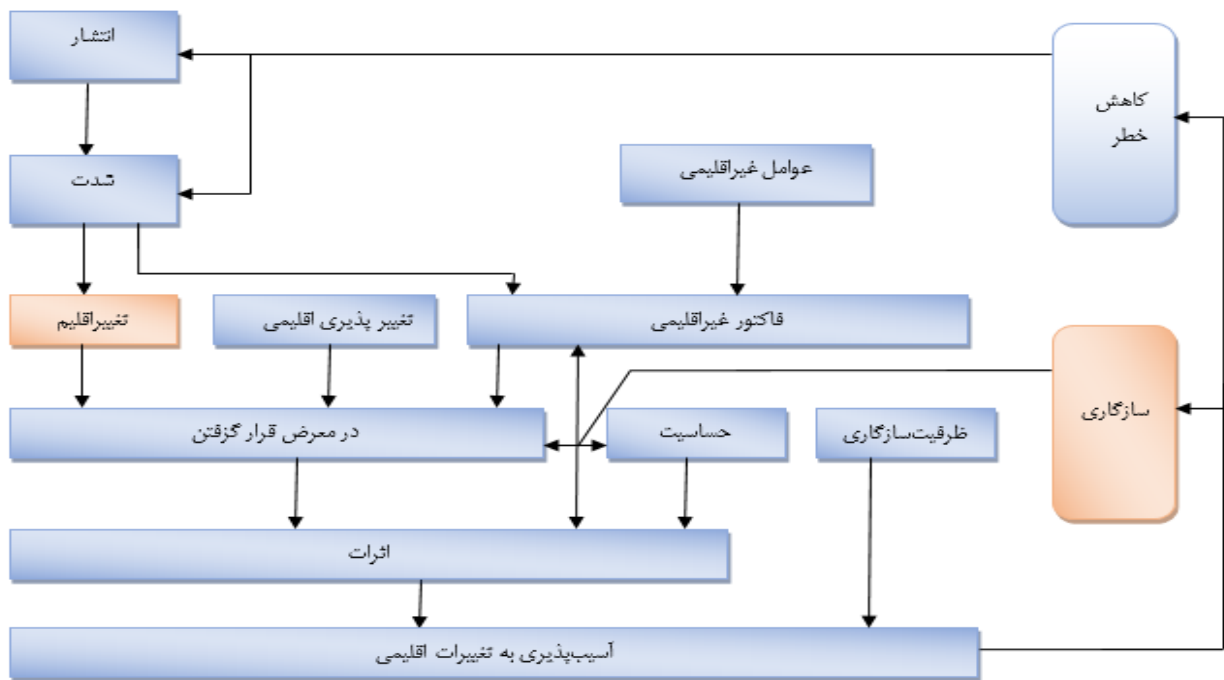 انتشار
کاهش
خطر
شدت
عوامل غیراقلیمی
تغییراقلیم
تغییر پذیری اقلیمی
فاکتور غیراقلیمی
سازگاری
در معرض قرار گزفتن
حساسیت
ظرفیت‌سازگاری
اثرات
آسیب‌پذیری به تغییرات اقلیمی